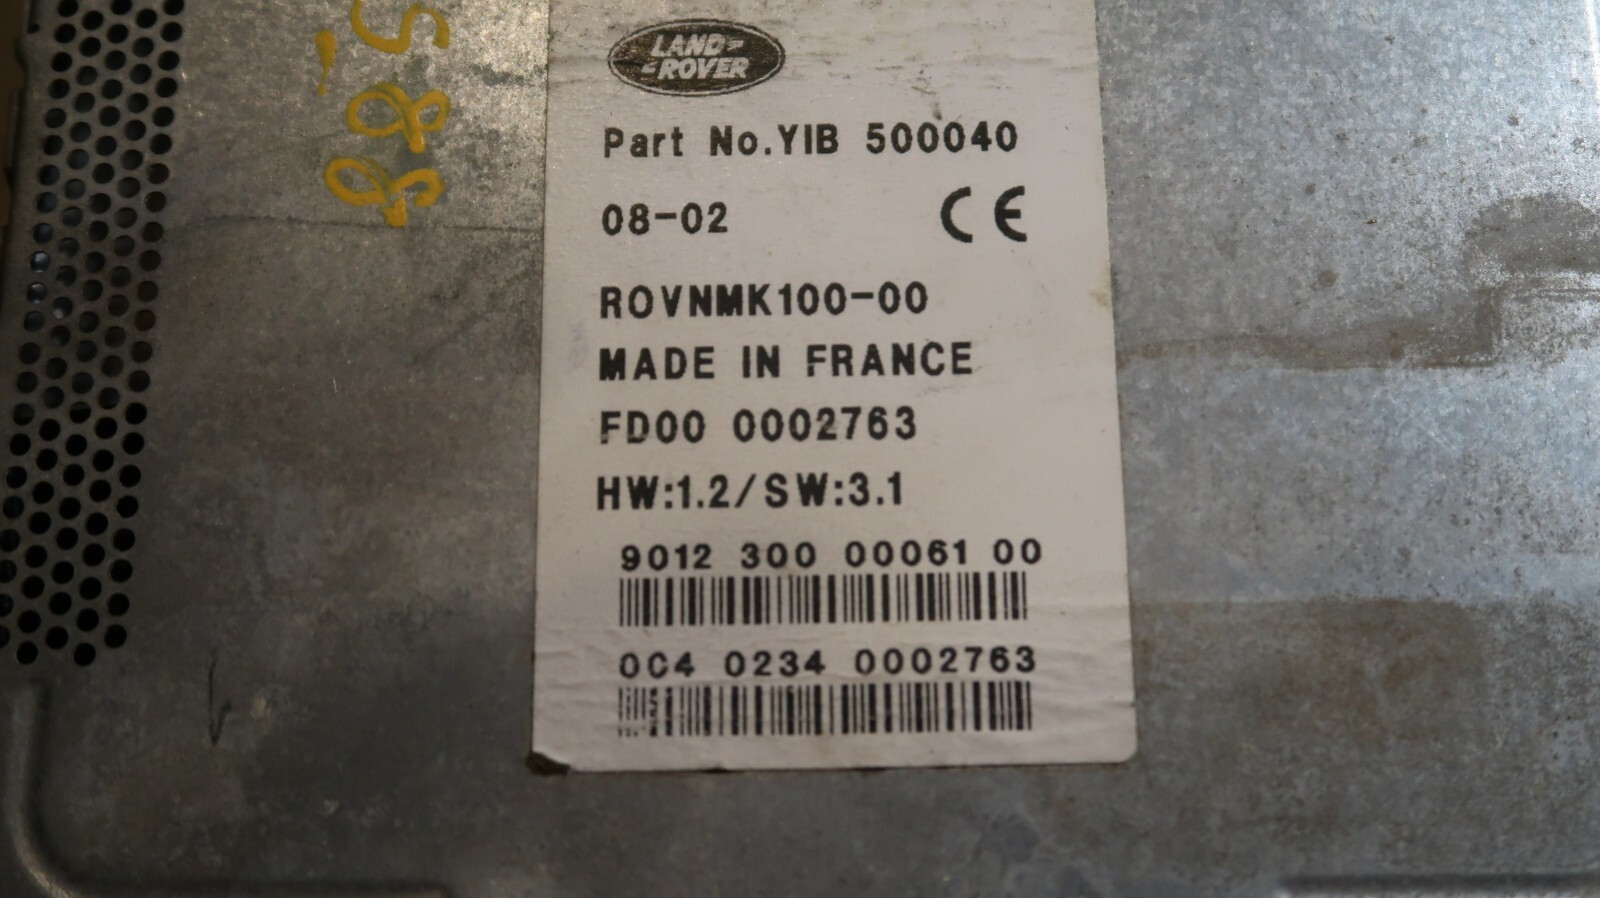 LAND-
-ROVER
Part No.YIB 500040
08-02
CE
ROVNMK100-00
MADE IN FRANCE
FD00 0002763
HW:1.2/SW:3.1
9012 300 00061 00
0C4 0234 0002763